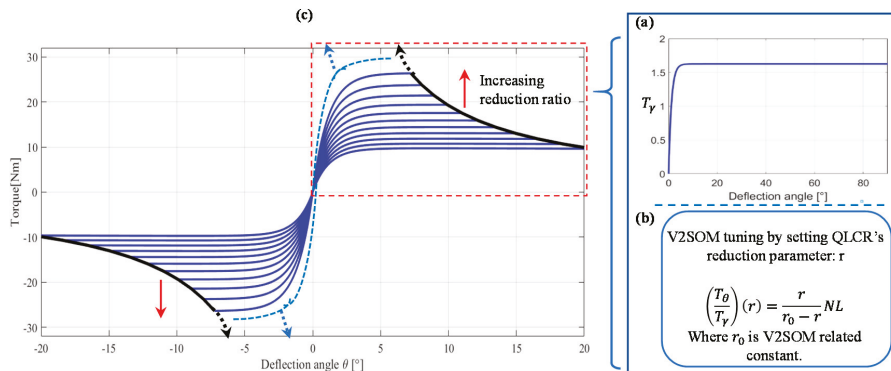 (c)
30
20
10
0
-10
-20
-30
Torque[Nm]
-20
-15
-10
-5
0
5
10
15
20
Deflection angle θ [°]
Increasing
reduction ratio
(a)
2
1.5
1
0.5
0
Tγ
0
20
40
60
80
Deflection angle [°]
(b)
V2SOM tuning by setting QLCR's
reduction parameter: r
(Tθ/Tγ)(r) = r/(r₀ − r) NL
Where r₀ is V2SOM related
constant.